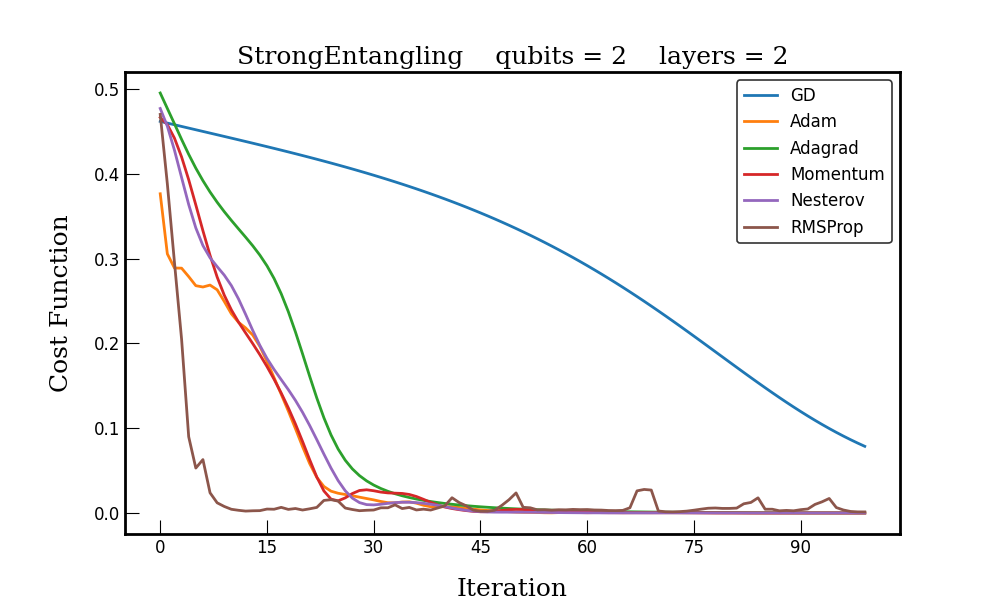 StrongEntangling    qubits = 2    layers = 2
0.5
0.4
0.3
0.2
0.1
0.0
Cost Function
GD
Adam
Adagrad
Momentum
Nesterov
RMSProp
0 15 30 45 60 75 90
Iteration